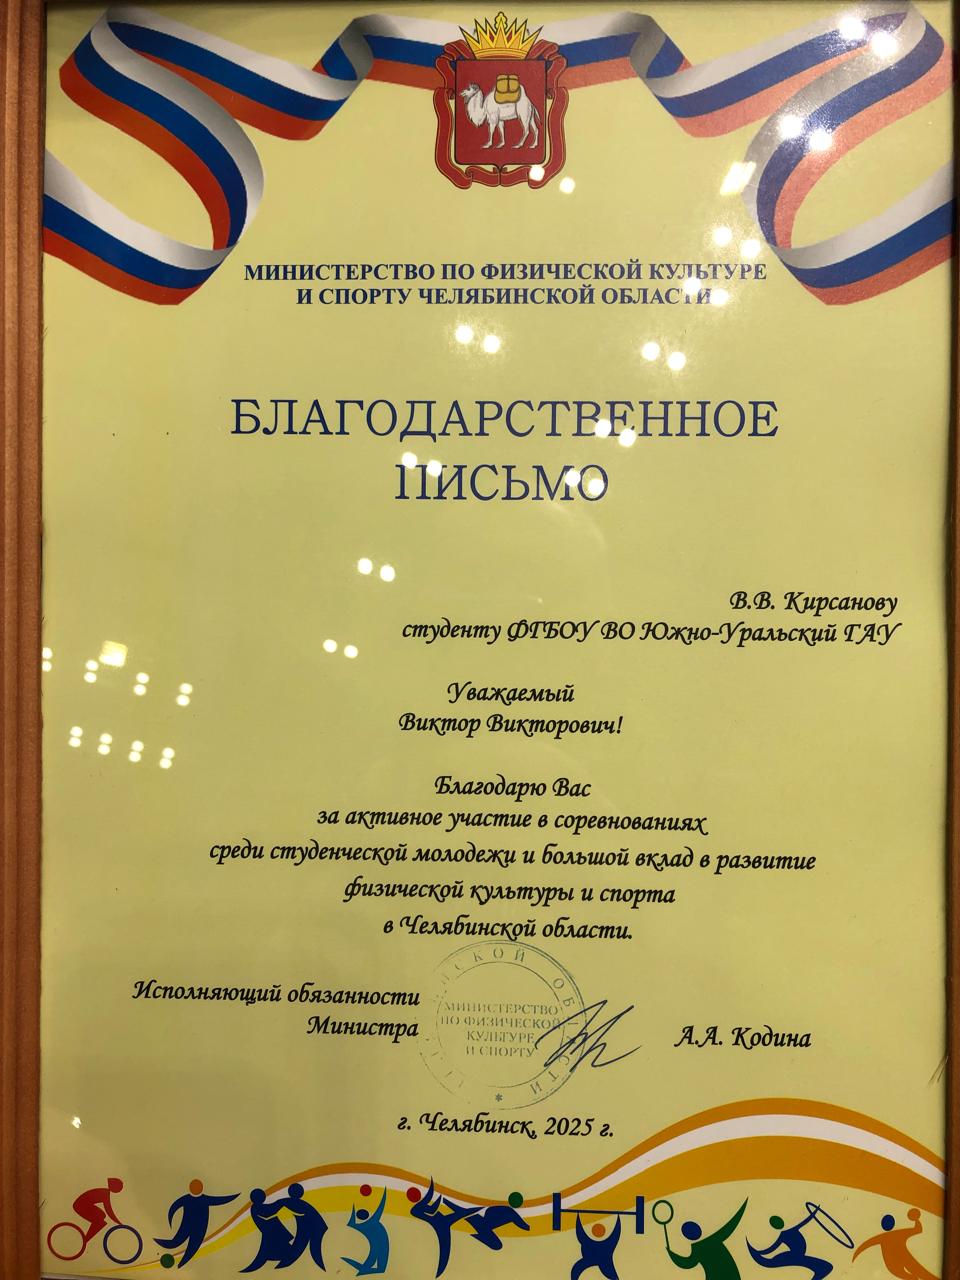 МИНИСТЕРСТВО ПО ФИЗИЧЕСКОЙ КУЛЬТУРЕ
И СПОРТУ ЧЕЛЯБИНСКОЙ ОБЛАСТИ
БЛАГОДАРСТВЕННОЕ
ПИСЬМО
В.В. Кирсанову
студенту ФГБОУ ВО Южно-Уральский ГАУ
Уважаемый
Виктор Викторович!
Благодарю Вас
за активное участие в соревнованиях
среди студенческой молодежи и большой вклад в развитие
физической культуры и спорта
в Челябинской области.
Исполняющий обязанности
Министра
МИНИСТЕРСТВО
ПО ФИЗИЧЕСКОЙ
КУЛЬТУРЕ
И СПОРТУ
ОБЛАСТИ
А.А. Кодина
г. Челябинск, 2025 г.